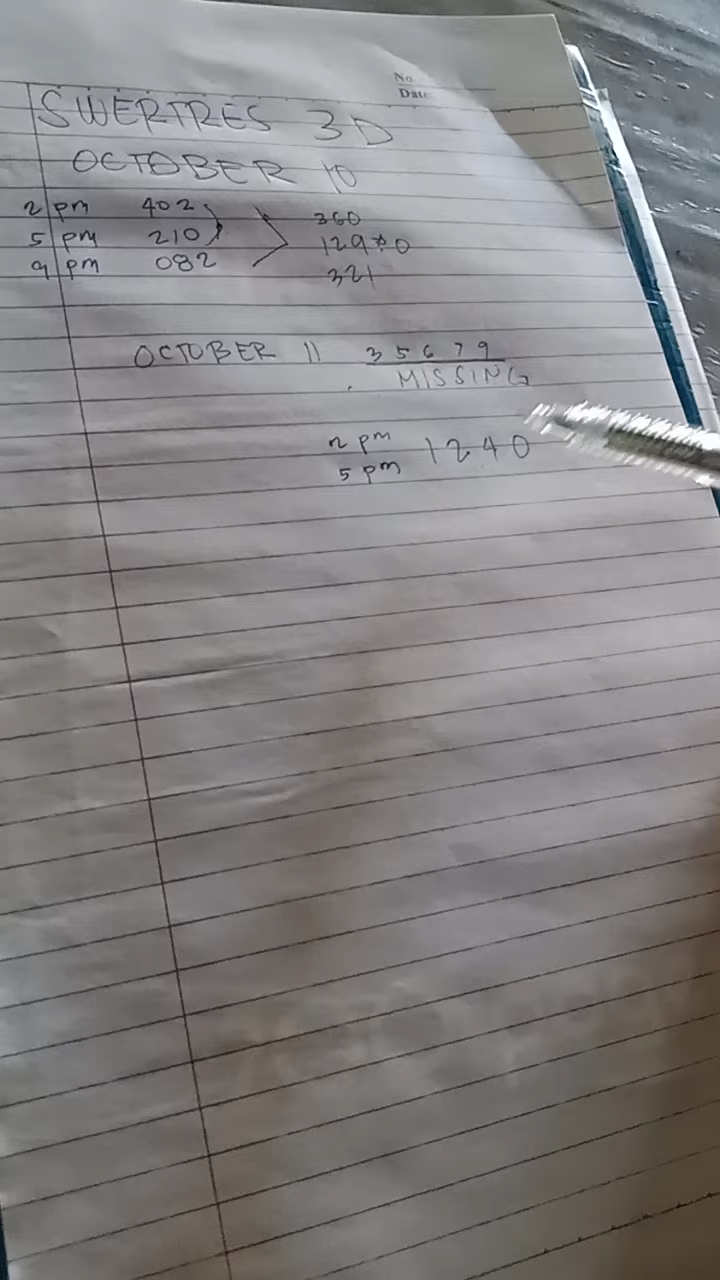 No.
Date
SWERTRES 3D
OCTOBER 10
2 pm 402 360
5 pm 210 129*0
9 pm 082 321
OCTOBER 11 3 5 6 7 9
MISSING
2 pm
5 pm 1240